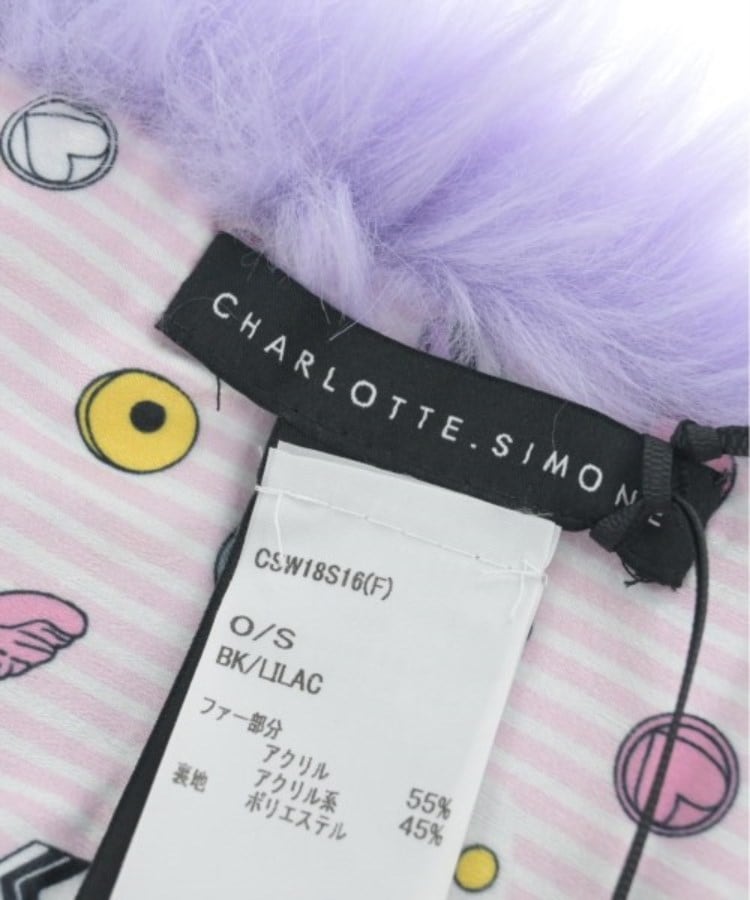 CHARLOTTE.SIMONE
CSW18S16(F)
O/S
BK/LILAC
ファー部分
アクリル
アクリル系 55%
裏地
ポリエステル 45%